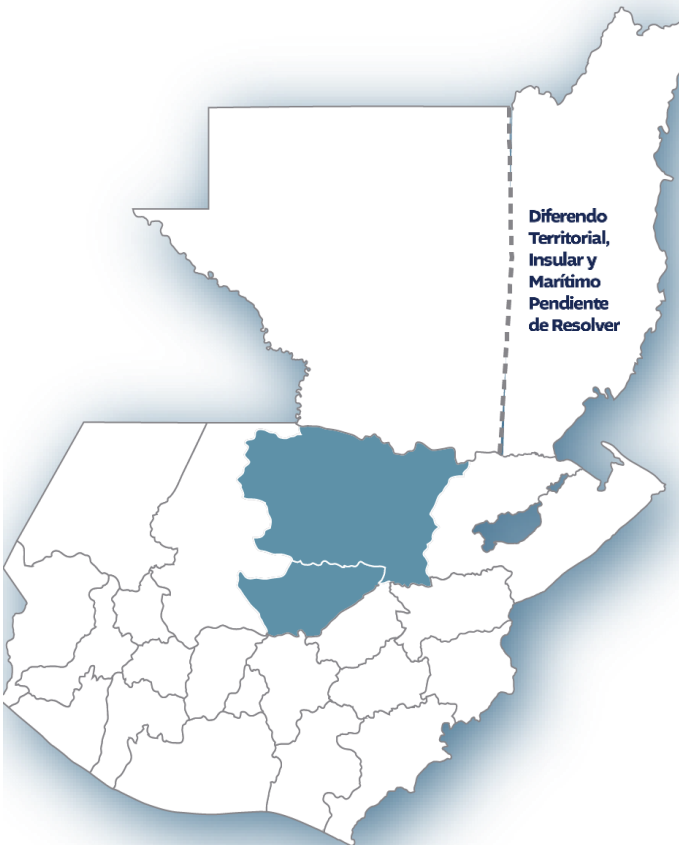 Diferendo
Territorial,
Insular y
Marítimo
Pendiente
de Resolver